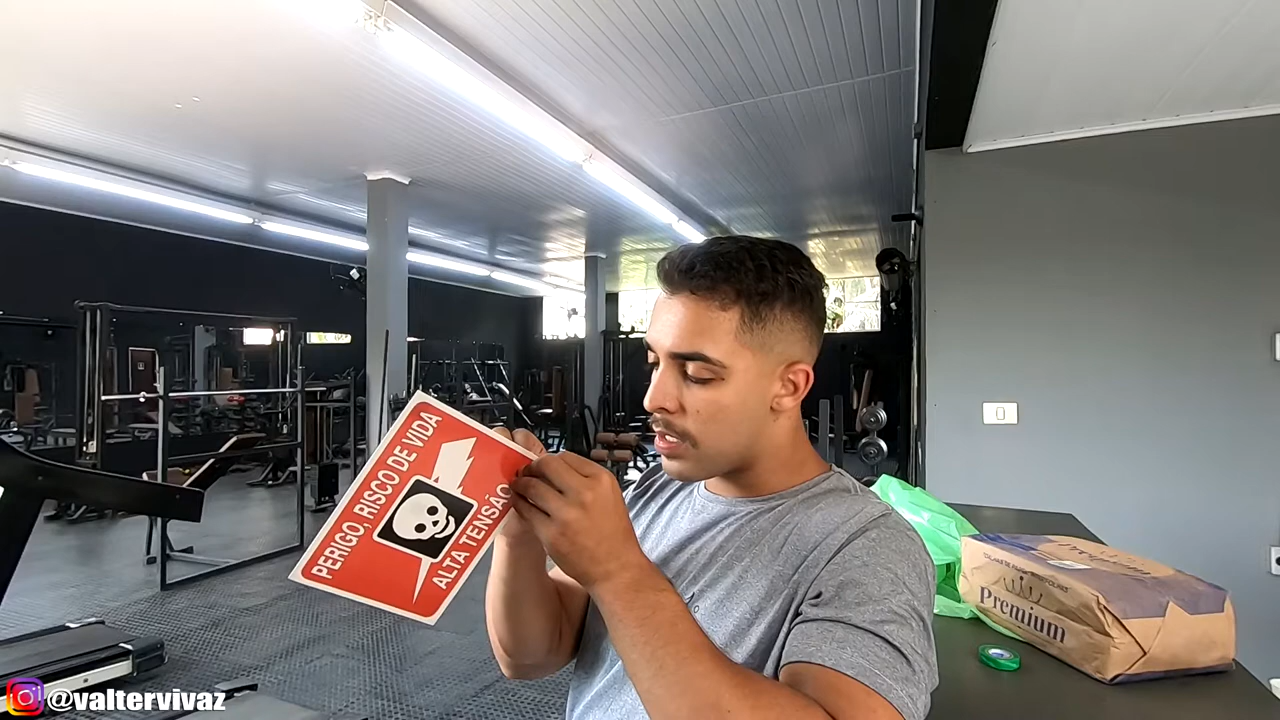 PERIGO, RISCO DE VIDA
ALTA TENSÃO
Premium
@valtervivaz